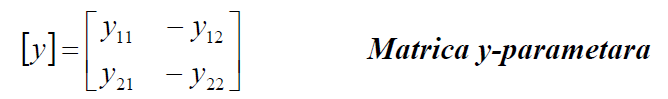 [y] = [ y₁₁ − y₁₂ Matrica y-parametara
y₂₁ − y₂₂ ]